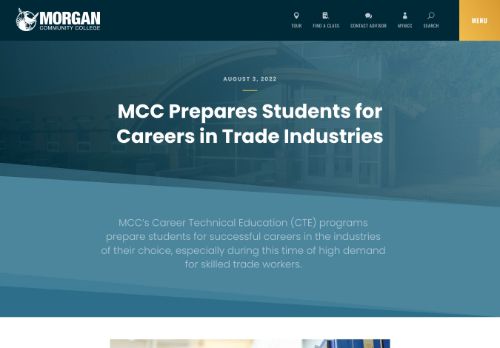 MORGAN
COMMUNITY COLLEGE
TOUR
FIND A CLASS
CONTACT ADVISOR
MYMCC
SEARCH
MENU
AUGUST 3, 2022
MCC Prepares Students for
Careers in Trade Industries
MCC's Career Technical Education (CTE) programs
prepare students for successful careers in the industries
of their choice, especially during this time of high demand
for skilled trade workers.